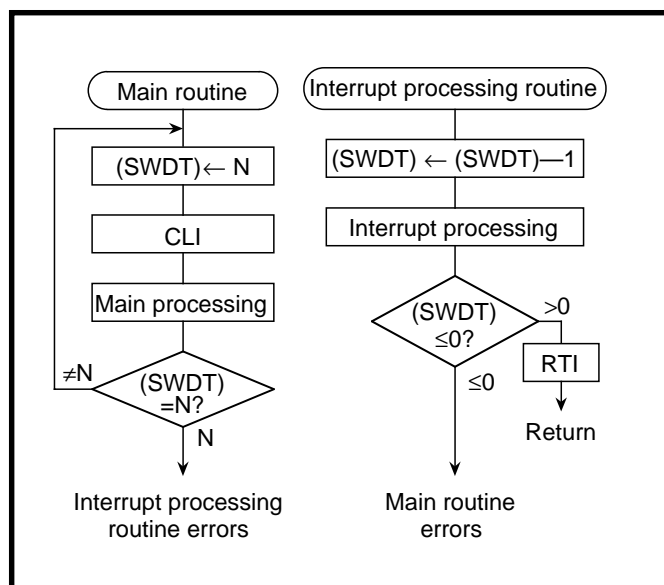 Main routine
(SWDT)← N
CLI
Main processing
≠N
(SWDT)
=N?
N
Interrupt processing
routine errors
Interrupt processing routine
(SWDT) ← (SWDT)—1
Interrupt processing
(SWDT)
≤0?
>0
RTI
Return
≤0
Main routine
errors